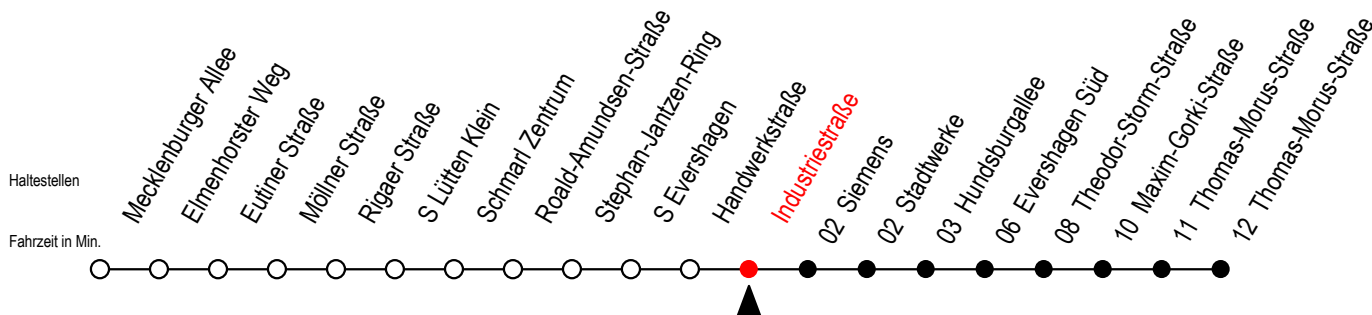 Haltestellen
Fahrzeit in Min.
Mecklenburger Allee
Elmenhorster Weg
Eutiner Straße
Möllner Straße
Rigaer Straße
S Lütten Klein
Schmarl Zentrum
Roald-Amundsen-Straße
Stephan-Jantzen-Ring
S Evershagen
Handwerkstraße
Industriestraße
02 Siemens
02 Stadtwerke
03 Hundsburgallee
06 Evershagen Süd
08 Theodor-Storm-Straße
10 Maxim-Gorki-Straße
11 Thomas-Morus-Straße
12 Thomas-Morus-Straße